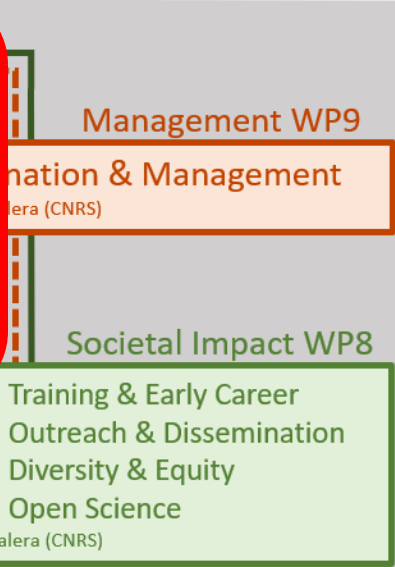 Management WP9
nation & Management
lera (CNRS)
Societal Impact WP8
Training & Early Career
Outreach & Dissemination
Diversity & Equity
Open Science
alera (CNRS)